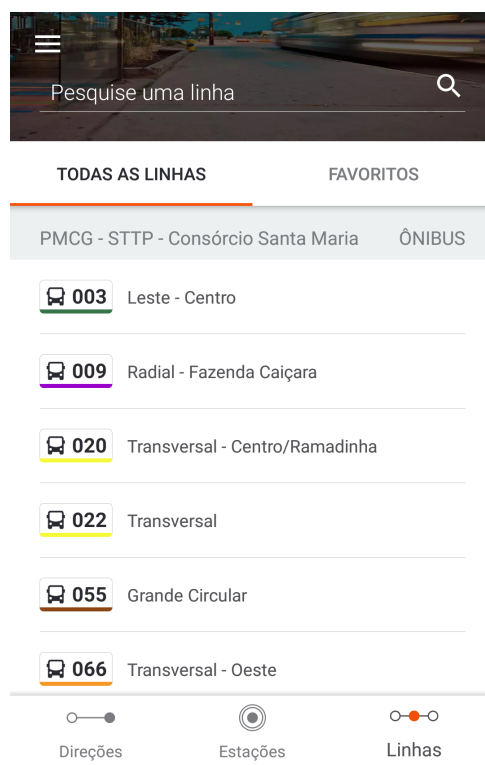 Pesquise uma linha
TODAS AS LINHAS FAVORITOS
PMCG - STTP - Consórcio Santa Maria ÔNIBUS
003 Leste - Centro
009 Radial - Fazenda Caiçara
020 Transversal - Centro/Ramadinha
022 Transversal
055 Grande Circular
066 Transversal - Oeste
Direções Estações Linhas